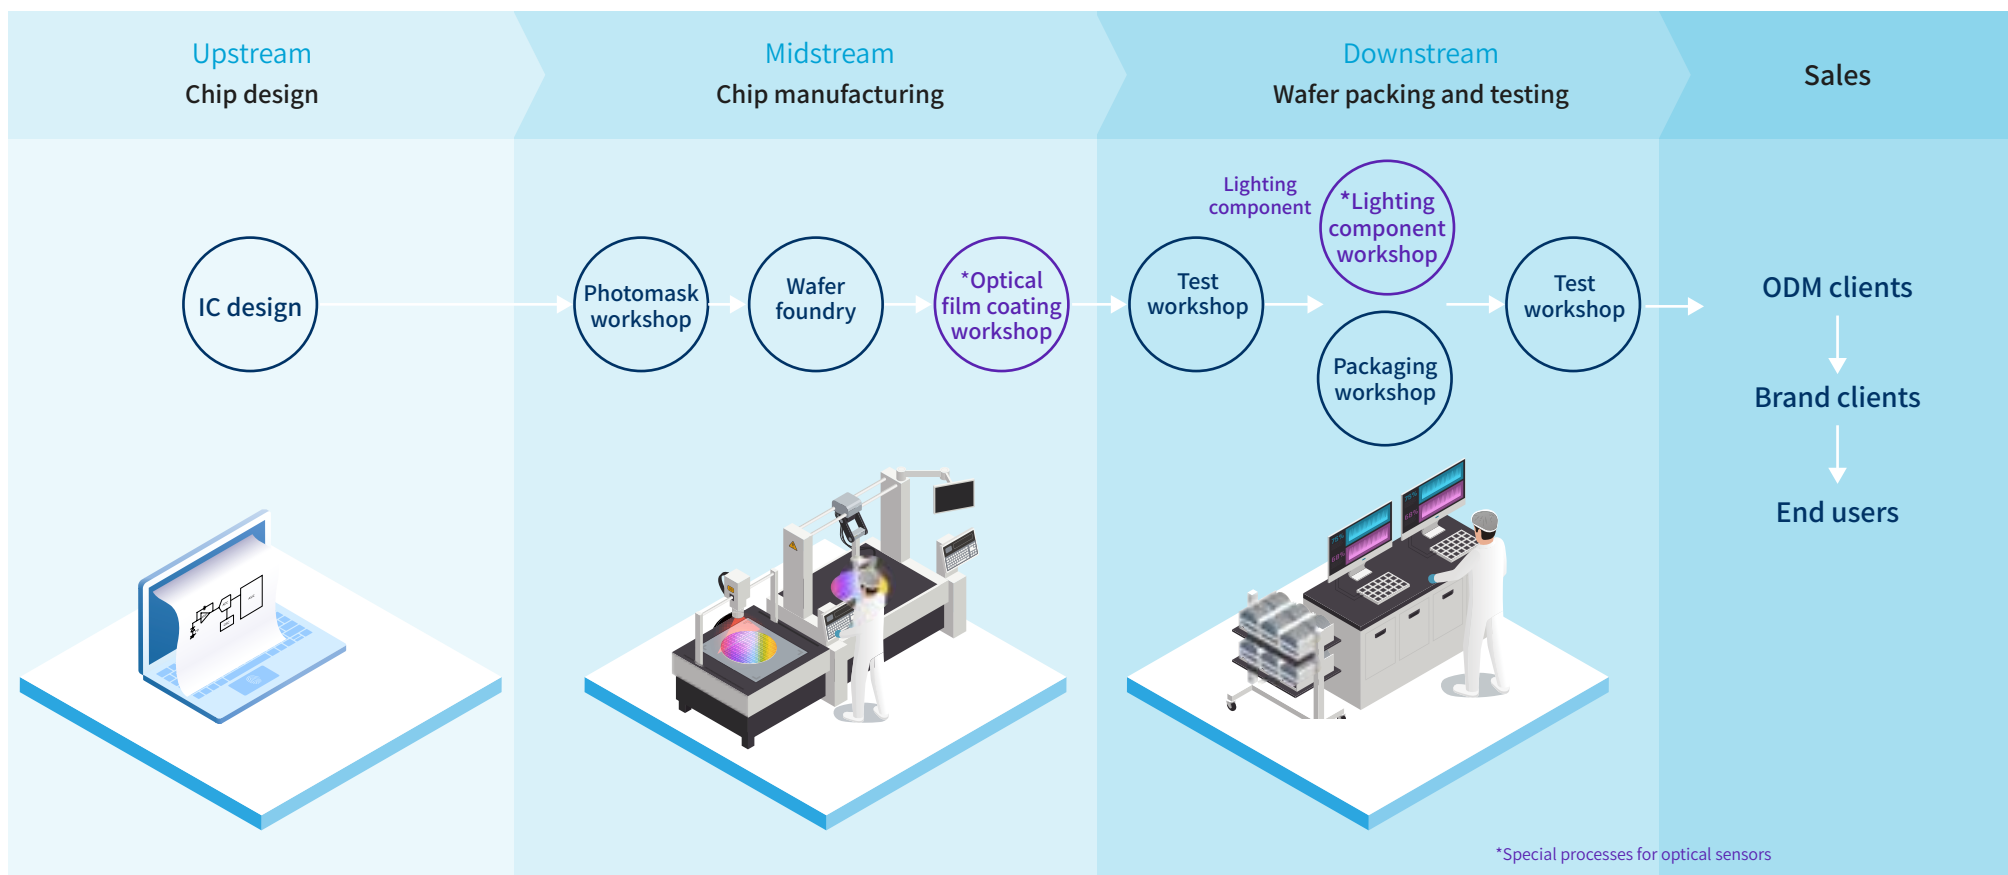 Upstream
Chip design
Midstream
Chip manufacturing
Downstream
Wafer packing and testing
Sales
IC design
Photomask
workshop
Wafer
foundry
*Optical
film coating
workshop
Test
workshop
Lighting
component
*Lighting
component
workshop
Packaging
workshop
Test
workshop
ODM clients
Brand clients
End users
*Special processes for optical sensors